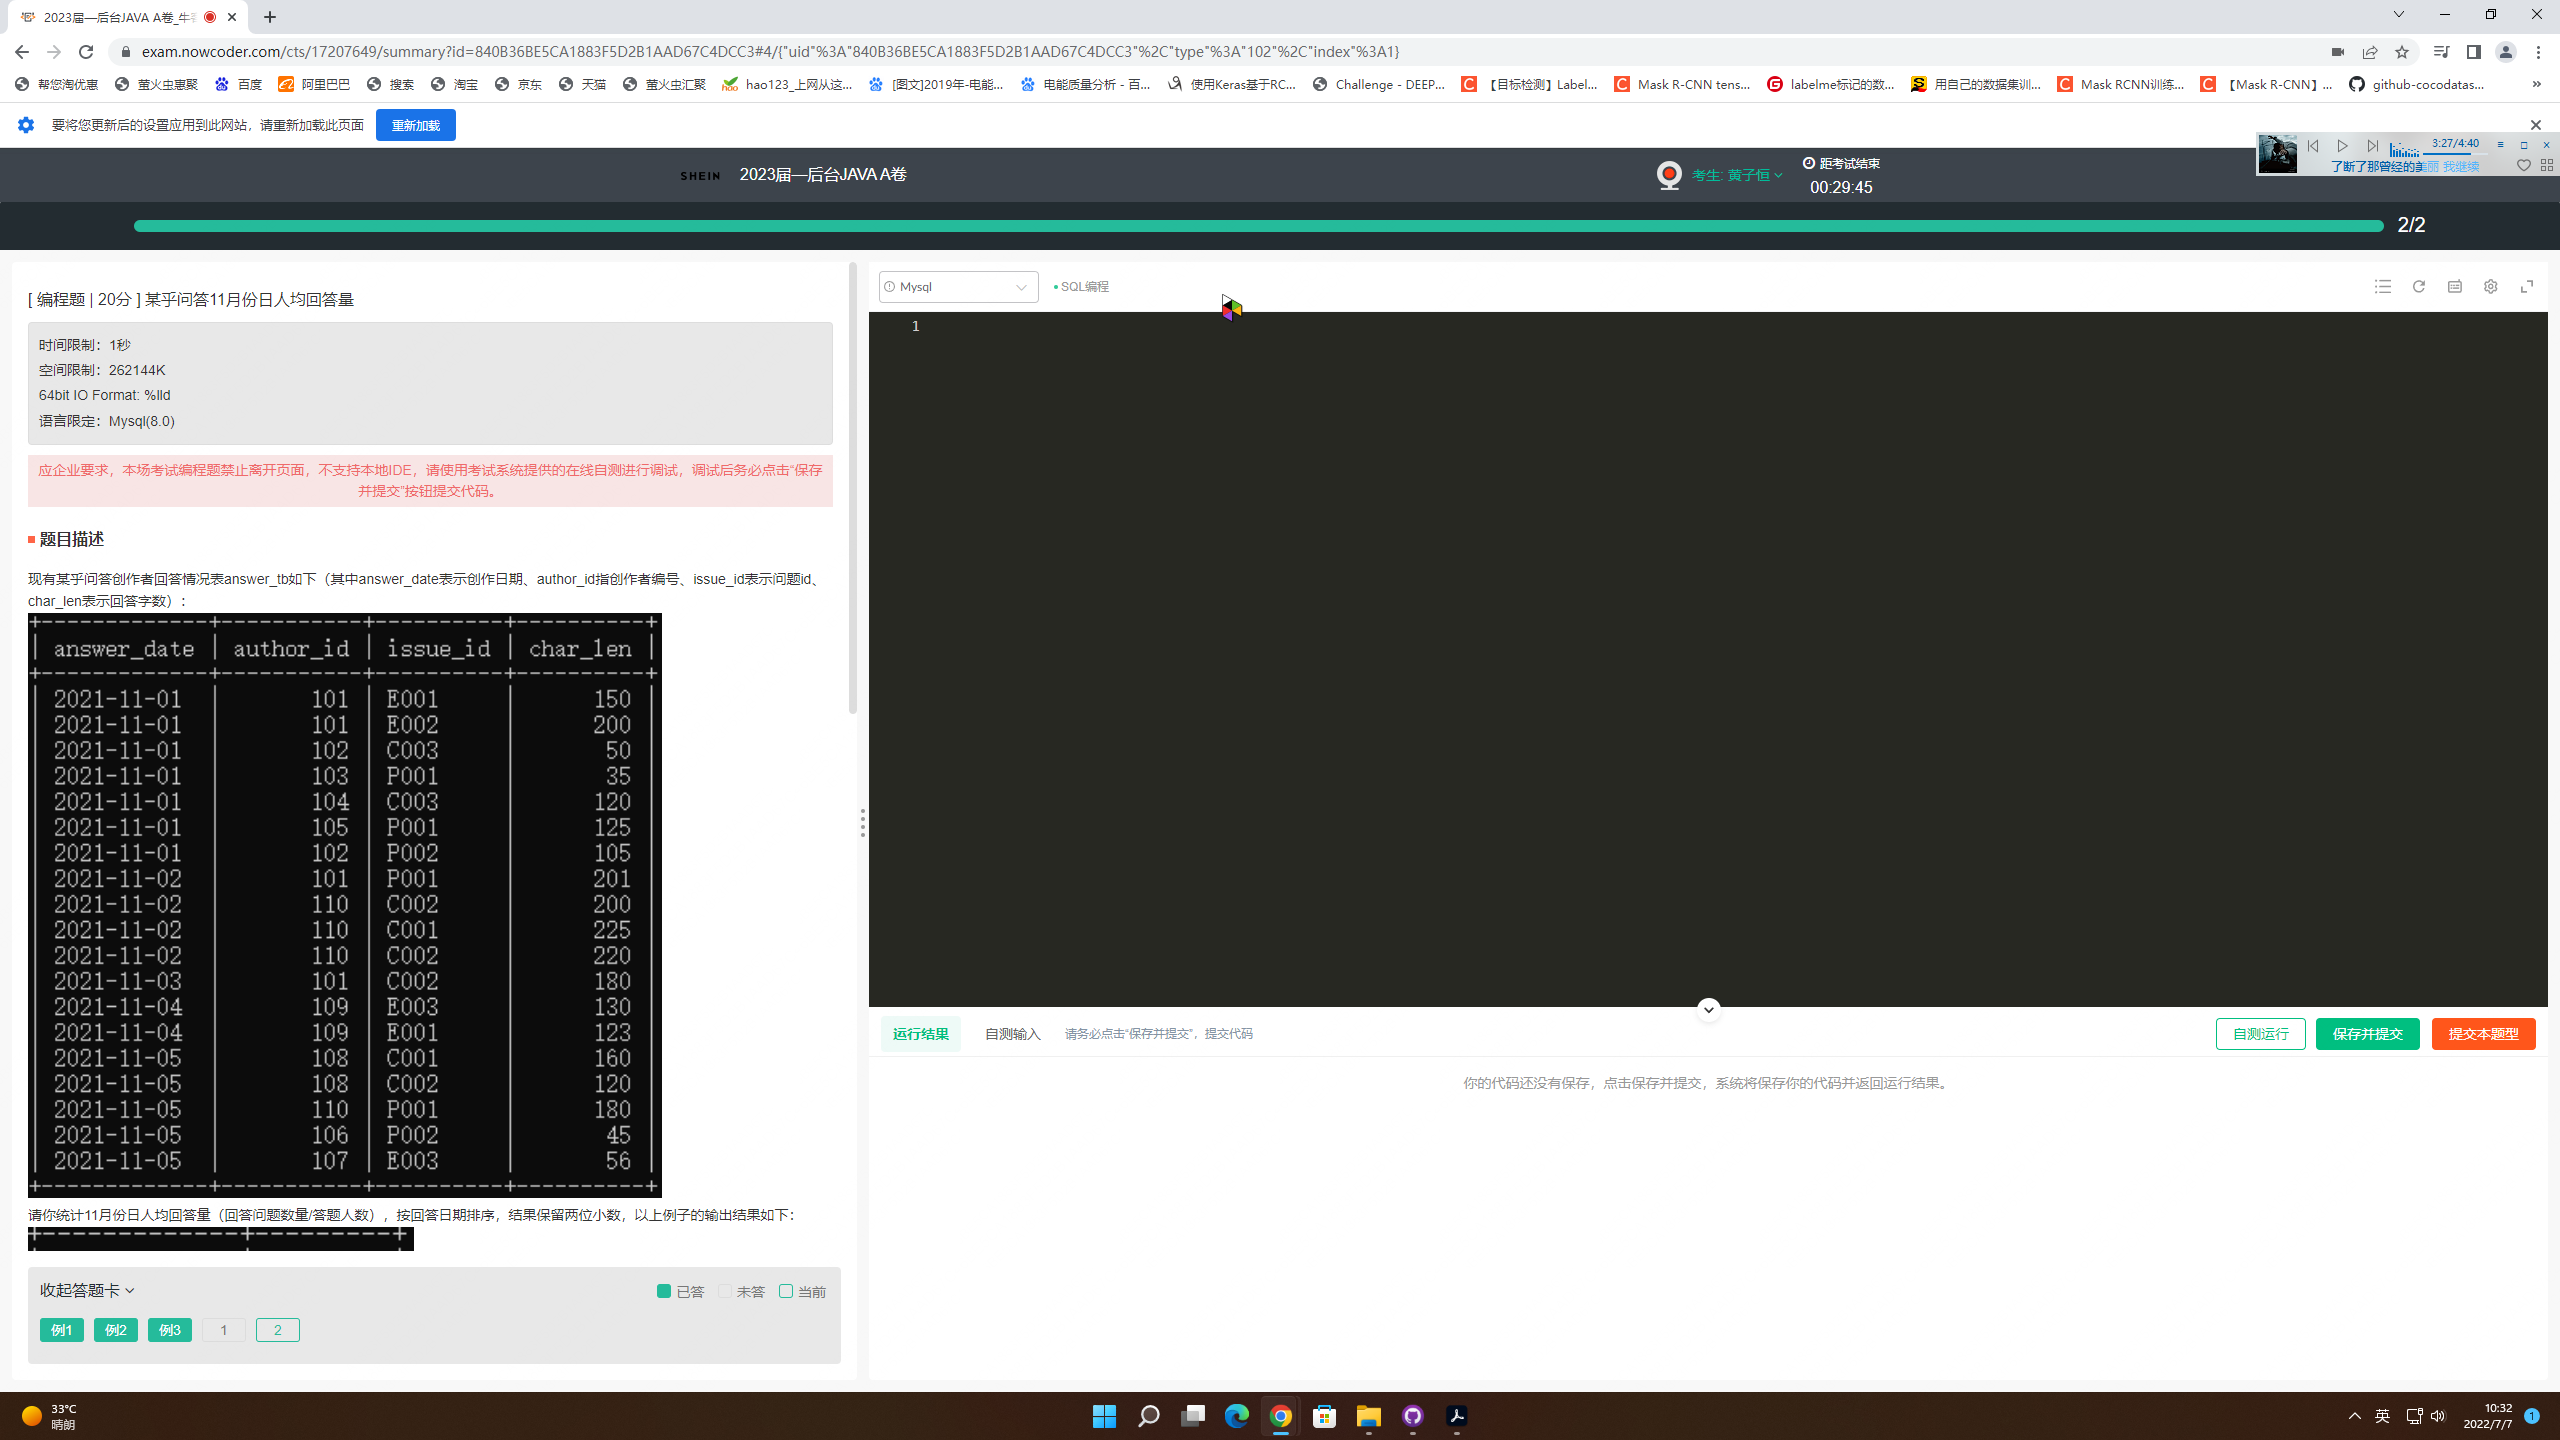 2023届—后台JAVA A卷_牛客
exam.nowcoder.com/cts/17207649/summary?id=840B36BE5CA1883F5D2B1AAD67C4DCC3#4/{"uid"%3A"840B36BE5CA1883F5D2B1AAD67C4DCC3"%2C"type"%3A"102"%2C"index"%3A1}
帮您淘优惠 萤火虫惠聚 百度 阿里巴巴 搜索 淘宝 京东 天猫 萤火虫汇聚 hao123_上网从这... [图文]2019年-电能... 电能质量分析 - 百... 使用Keras基于RC... Challenge - DEEP... 【目标检测】Label... Mask R-CNN tens... labelme标记的数... 用自己的数据集训... Mask RCNN训练... 【Mask R-CNN】... github-cocodatas... »
要将您更新后的设置应用到此网站，请重新加载此页面 重新加载
3:27/4:40
了断了那曾经的美丽 我继续
SHEIN 2023届—后台JAVA A卷 考生: 黄子恒 距考试结束
00:29:45
2/2
[ 编程题 | 20分 ] 某乎问答11月份日人均回答量
时间限制：1秒
空间限制：262144K
64bit IO Format: %lld
语言限定：Mysql(8.0)
应企业要求，本场考试编程题禁止离开页面，不支持本地IDE，请使用考试系统提供的在线自测进行调试，调试后务必点击“保存
并提交”按钮提交代码。
题目描述
现有某乎问答创作者回答情况表answer_tb如下（其中answer_date表示创作日期、author_id指创作者编号、issue_id表示问题id、
char_len表示回答字数）：
+--------------+------------+-----------+-----------+
| answer_date | author_id | issue_id | char_len |
+--------------+------------+-----------+-----------+
| 2021-11-01 | 101 | E001 | 150 |
| 2021-11-01 | 101 | E002 | 200 |
| 2021-11-01 | 102 | C003 | 50 |
| 2021-11-01 | 103 | P001 | 35 |
| 2021-11-01 | 104 | C003 | 120 |
| 2021-11-01 | 105 | P001 | 125 |
| 2021-11-01 | 102 | P002 | 105 |
| 2021-11-02 | 101 | P001 | 201 |
| 2021-11-02 | 110 | C002 | 200 |
| 2021-11-02 | 110 | C001 | 225 |
| 2021-11-02 | 110 | C002 | 220 |
| 2021-11-03 | 101 | C002 | 180 |
| 2021-11-04 | 109 | E003 | 130 |
| 2021-11-04 | 109 | E001 | 123 |
| 2021-11-05 | 108 | C001 | 160 |
| 2021-11-05 | 108 | C002 | 120 |
| 2021-11-05 | 110 | P001 | 180 |
| 2021-11-05 | 106 | P002 | 45 |
| 2021-11-05 | 107 | E003 | 56 |
+--------------+------------+-----------+-----------+
请你统计11月份日人均回答量（回答问题数量/答题人数），按回答日期排序，结果保留两位小数，以上例子的输出结果如下：
收起答题卡 已答 未答 当前
例1 例2 例3 1 2
Mysql SQL编程
1
运行结果 自测输入 请务必点击“保存并提交”，提交代码 自测运行 保存并提交 提交本题型
你的代码还没有保存，点击保存并提交，系统将保存你的代码并返回运行结果。
33°C
晴朗
英
10:32
2022/7/7
1